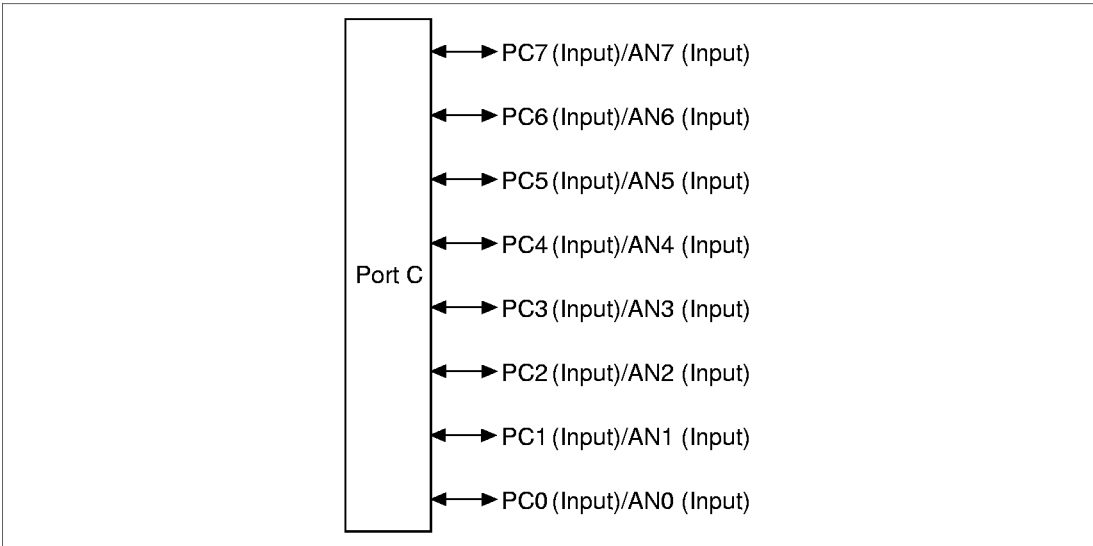 PC7 (Input)/AN7 (Input)
PC6 (Input)/AN6 (Input)
PC5 (Input)/AN5 (Input)
PC4 (Input)/AN4 (Input)
Port C
PC3 (Input)/AN3 (Input)
PC2 (Input)/AN2 (Input)
PC1 (Input)/AN1 (Input)
PC0 (Input)/AN0 (Input)